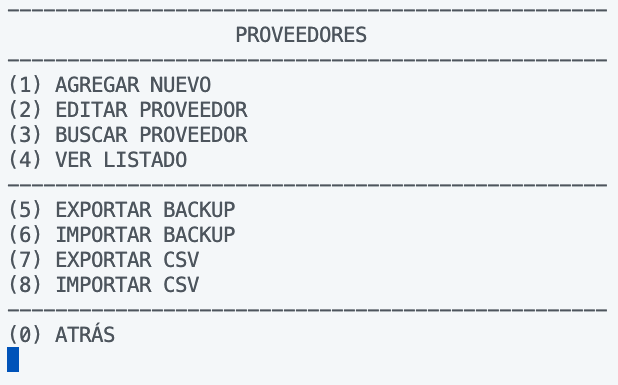 --------------------------------------------------
PROVEEDORES
--------------------------------------------------
(1) AGREGAR NUEVO
(2) EDITAR PROVEEDOR
(3) BUSCAR PROVEEDOR
(4) VER LISTADO
--------------------------------------------------
(5) EXPORTAR BACKUP
(6) IMPORTAR BACKUP
(7) EXPORTAR CSV
(8) IMPORTAR CSV
--------------------------------------------------
(0) ATRÁS